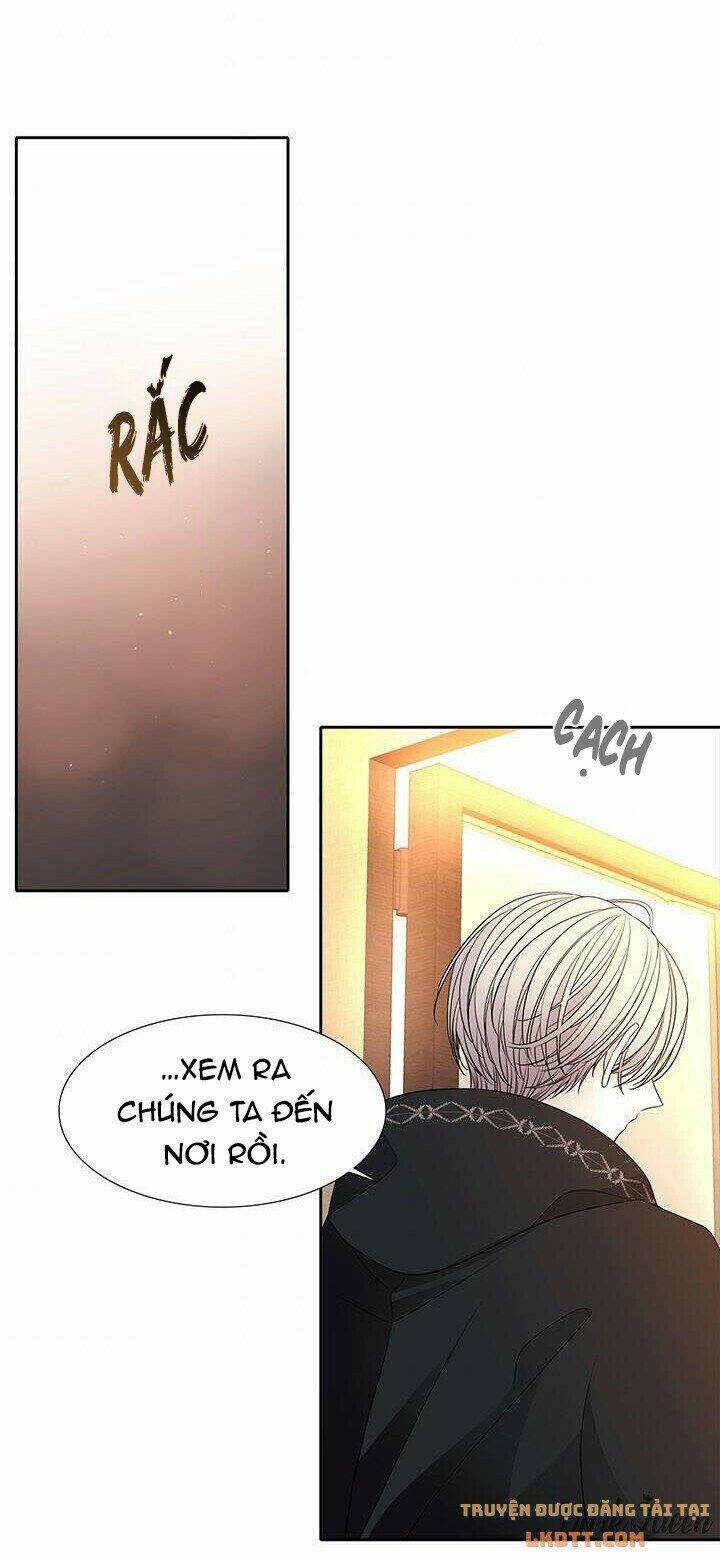 RẮC
CẠCH
...XEM RA
CHÚNG TA ĐẾN
NƠI RỒI.
TRUYỆN ĐƯỢC ĐĂNG TẢI TẠI
LKDTT.COM